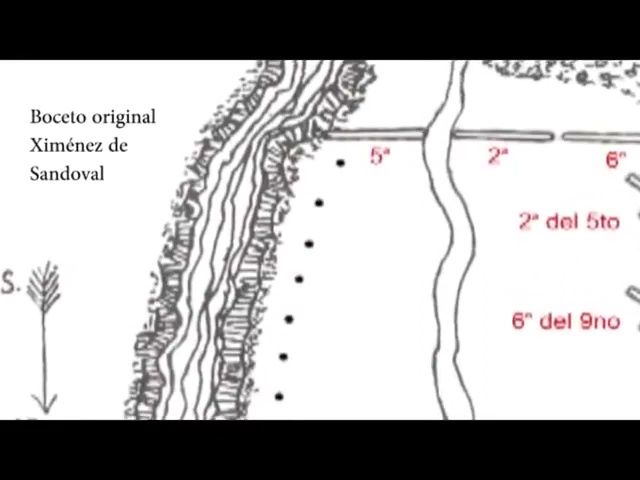 Boceto original
Ximénez de
Sandoval
5ª
2ª
6ª
2ª del 5to
6ª del 9no
S.